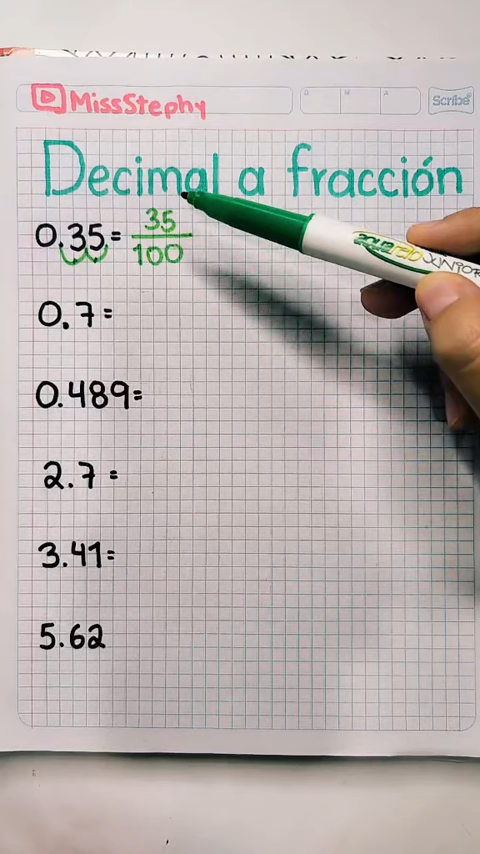 MissStephy
D M A
Scribe
Decimal a fracción
0.35= 35/100
0.7=
0.489=
2.7=
3.41=
5.62